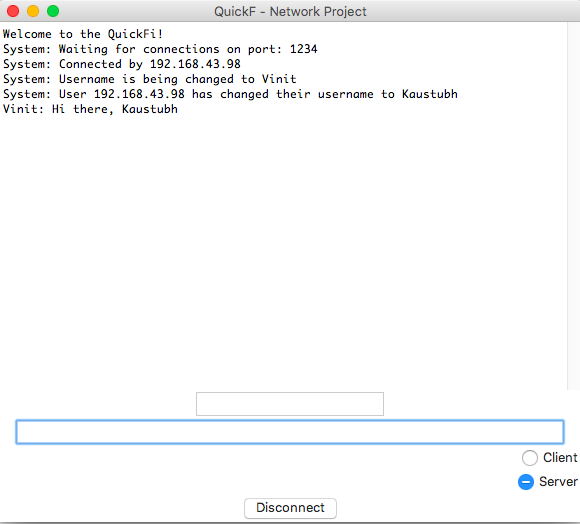 QuickF - Network Project
Welcome to the QuickFi!
System: Waiting for connections on port: 1234
System: Connected by 192.168.43.98
System: Username is being changed to Vinit
System: User 192.168.43.98 has changed their username to Kaustubh
Vinit: Hi there, Kaustubh
Client
Server
Disconnect